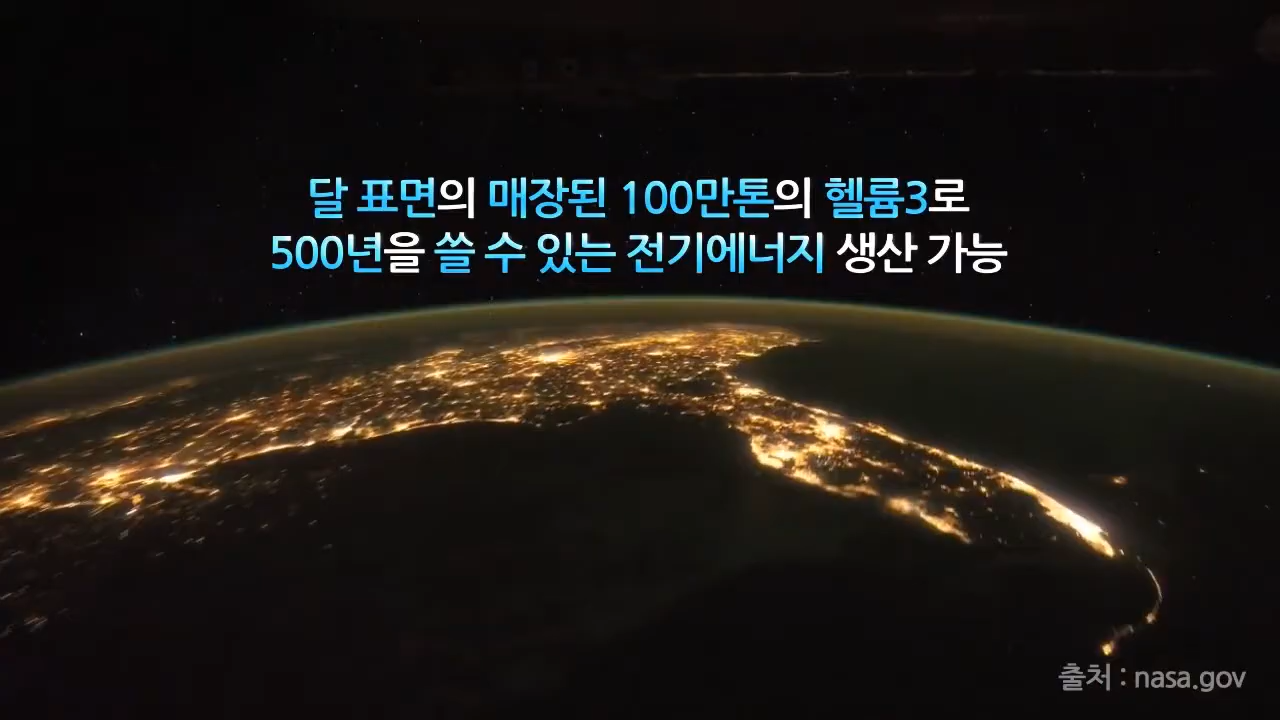 달 표면의 매장된 100만톤의 헬륨3로
500년을 쓸 수 있는 전기에너지 생산 가능
출처 : nasa.gov